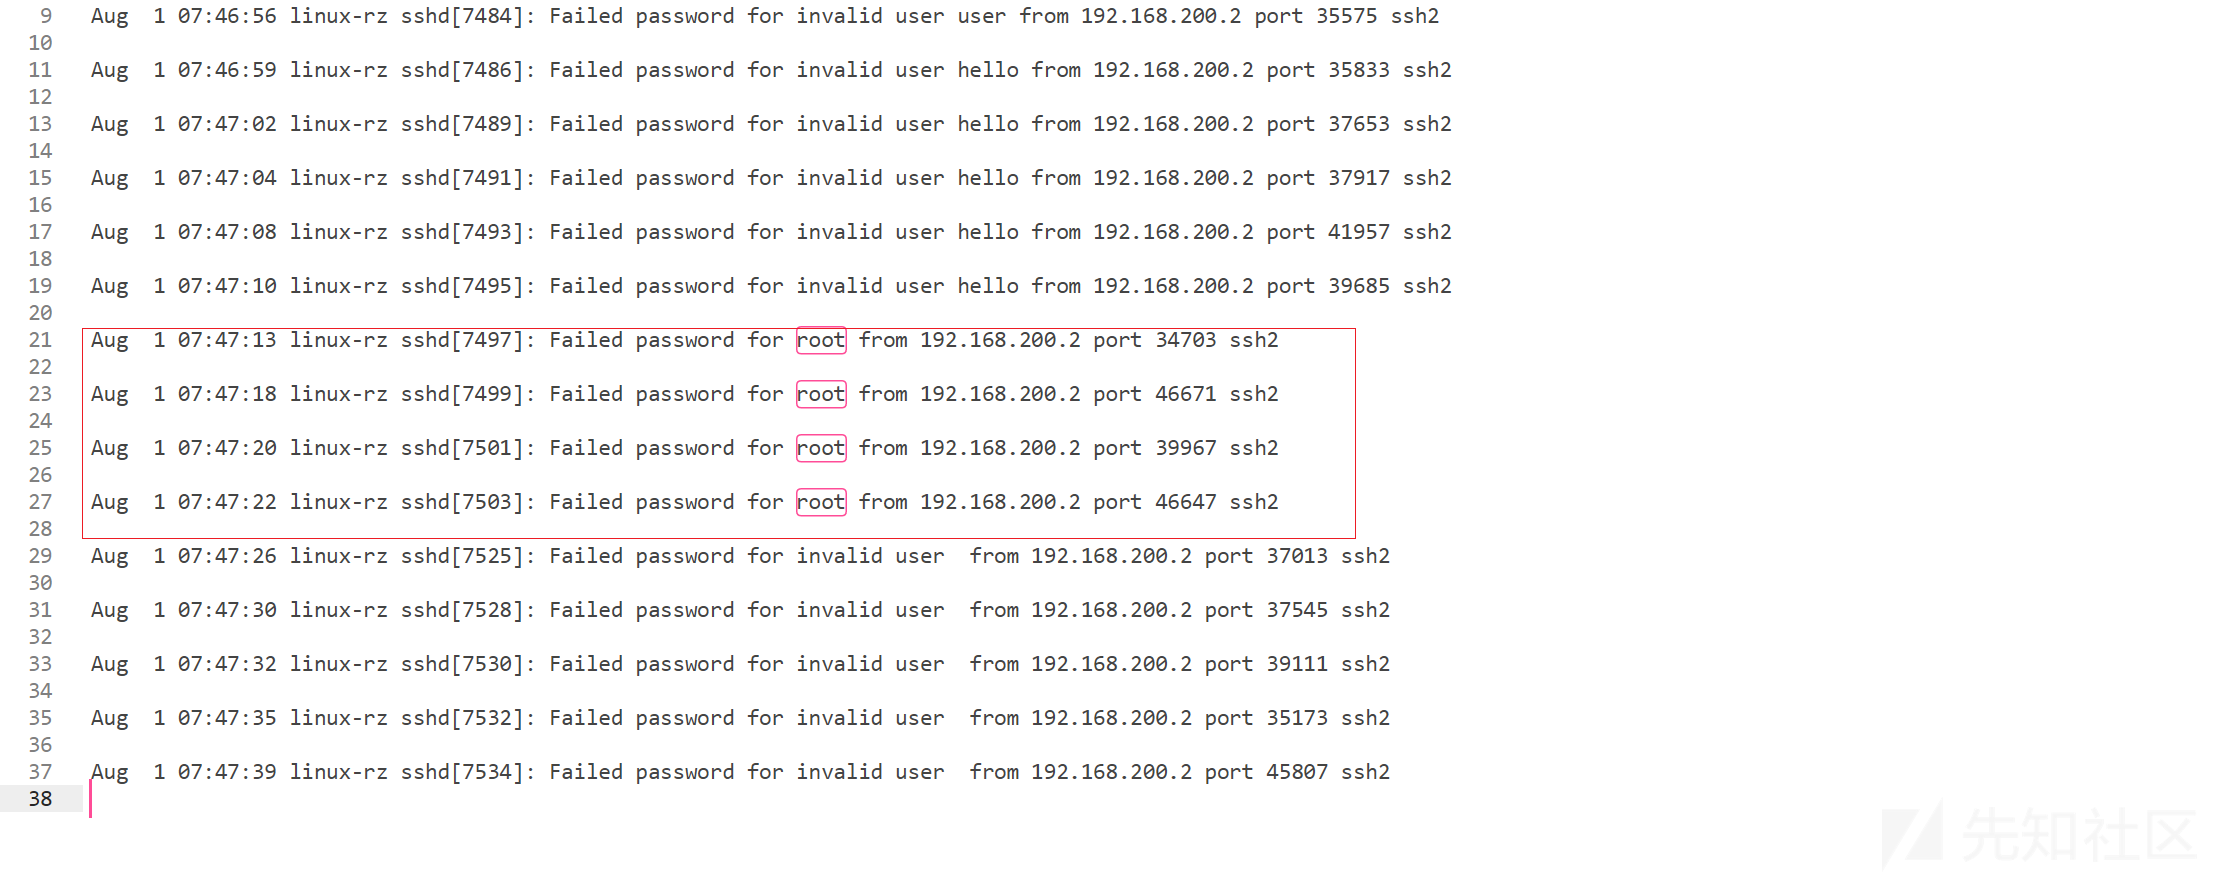 9 Aug  1 07:46:56 linux-rz sshd[7484]: Failed password for invalid user user from 192.168.200.2 port 35575 ssh2
10
11 Aug  1 07:46:59 linux-rz sshd[7486]: Failed password for invalid user hello from 192.168.200.2 port 35833 ssh2
12
13 Aug  1 07:47:02 linux-rz sshd[7489]: Failed password for invalid user hello from 192.168.200.2 port 37653 ssh2
14
15 Aug  1 07:47:04 linux-rz sshd[7491]: Failed password for invalid user hello from 192.168.200.2 port 37917 ssh2
16
17 Aug  1 07:47:08 linux-rz sshd[7493]: Failed password for invalid user hello from 192.168.200.2 port 41957 ssh2
18
19 Aug  1 07:47:10 linux-rz sshd[7495]: Failed password for invalid user hello from 192.168.200.2 port 39685 ssh2
20
21 Aug  1 07:47:13 linux-rz sshd[7497]: Failed password for root from 192.168.200.2 port 34703 ssh2
22
23 Aug  1 07:47:18 linux-rz sshd[7499]: Failed password for root from 192.168.200.2 port 46671 ssh2
24
25 Aug  1 07:47:20 linux-rz sshd[7501]: Failed password for root from 192.168.200.2 port 39967 ssh2
26
27 Aug  1 07:47:22 linux-rz sshd[7503]: Failed password for root from 192.168.200.2 port 46647 ssh2
28
29 Aug  1 07:47:26 linux-rz sshd[7525]: Failed password for invalid user  from 192.168.200.2 port 37013 ssh2
30
31 Aug  1 07:47:30 linux-rz sshd[7528]: Failed password for invalid user  from 192.168.200.2 port 37545 ssh2
32
33 Aug  1 07:47:32 linux-rz sshd[7530]: Failed password for invalid user  from 192.168.200.2 port 39111 ssh2
34
35 Aug  1 07:47:35 linux-rz sshd[7532]: Failed password for invalid user  from 192.168.200.2 port 35173 ssh2
36
37 Aug  1 07:47:39 linux-rz sshd[7534]: Failed password for invalid user  from 192.168.200.2 port 45807 ssh2
38
先知社区